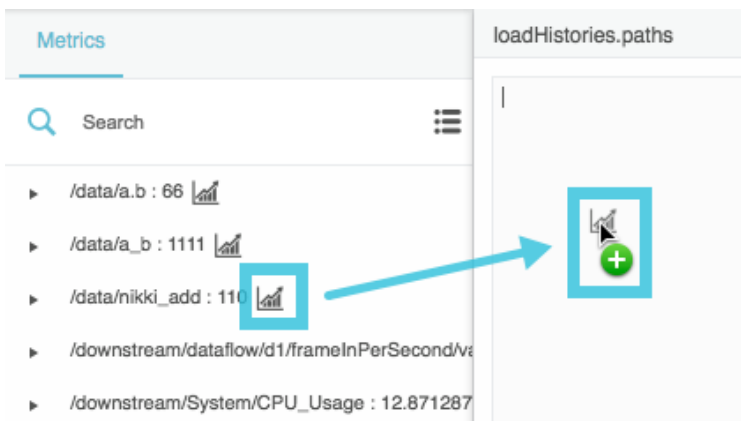 Metrics
loadHistories.paths
Search
/data/a.b : 66
/data/a_b : 1111
/data/nikki_add : 110
/downstream/dataflow/d1/frameInPerSecond/va
/downstream/System/CPU_Usage : 12.871287